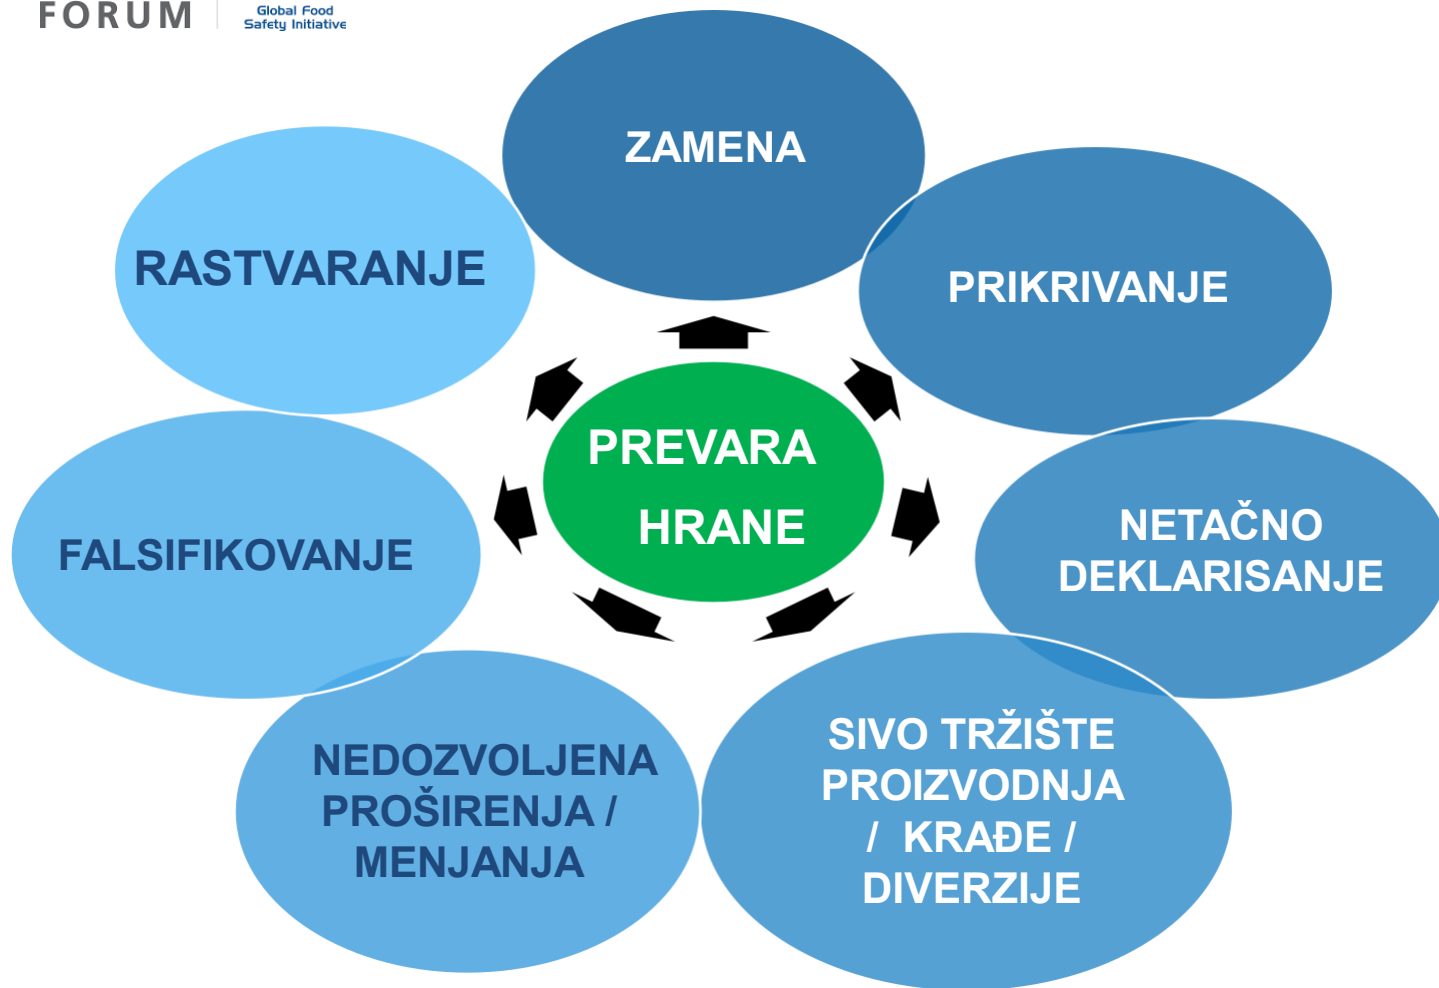 FORUM
Global Food
Safety Initiative
ZAMENA
RASTVARANJE
PRIKRIVANJE
PREVARA
HRANE
NETAČNO
DEKLARISANJE
FALSIFIKOVANJE
SIVO TRŽIŠTE
PROIZVODNJA
/ KRAĐE /
DIVERZIJE
NEDOZVOLJENA
PROŠIRENJA /
MENJANJA